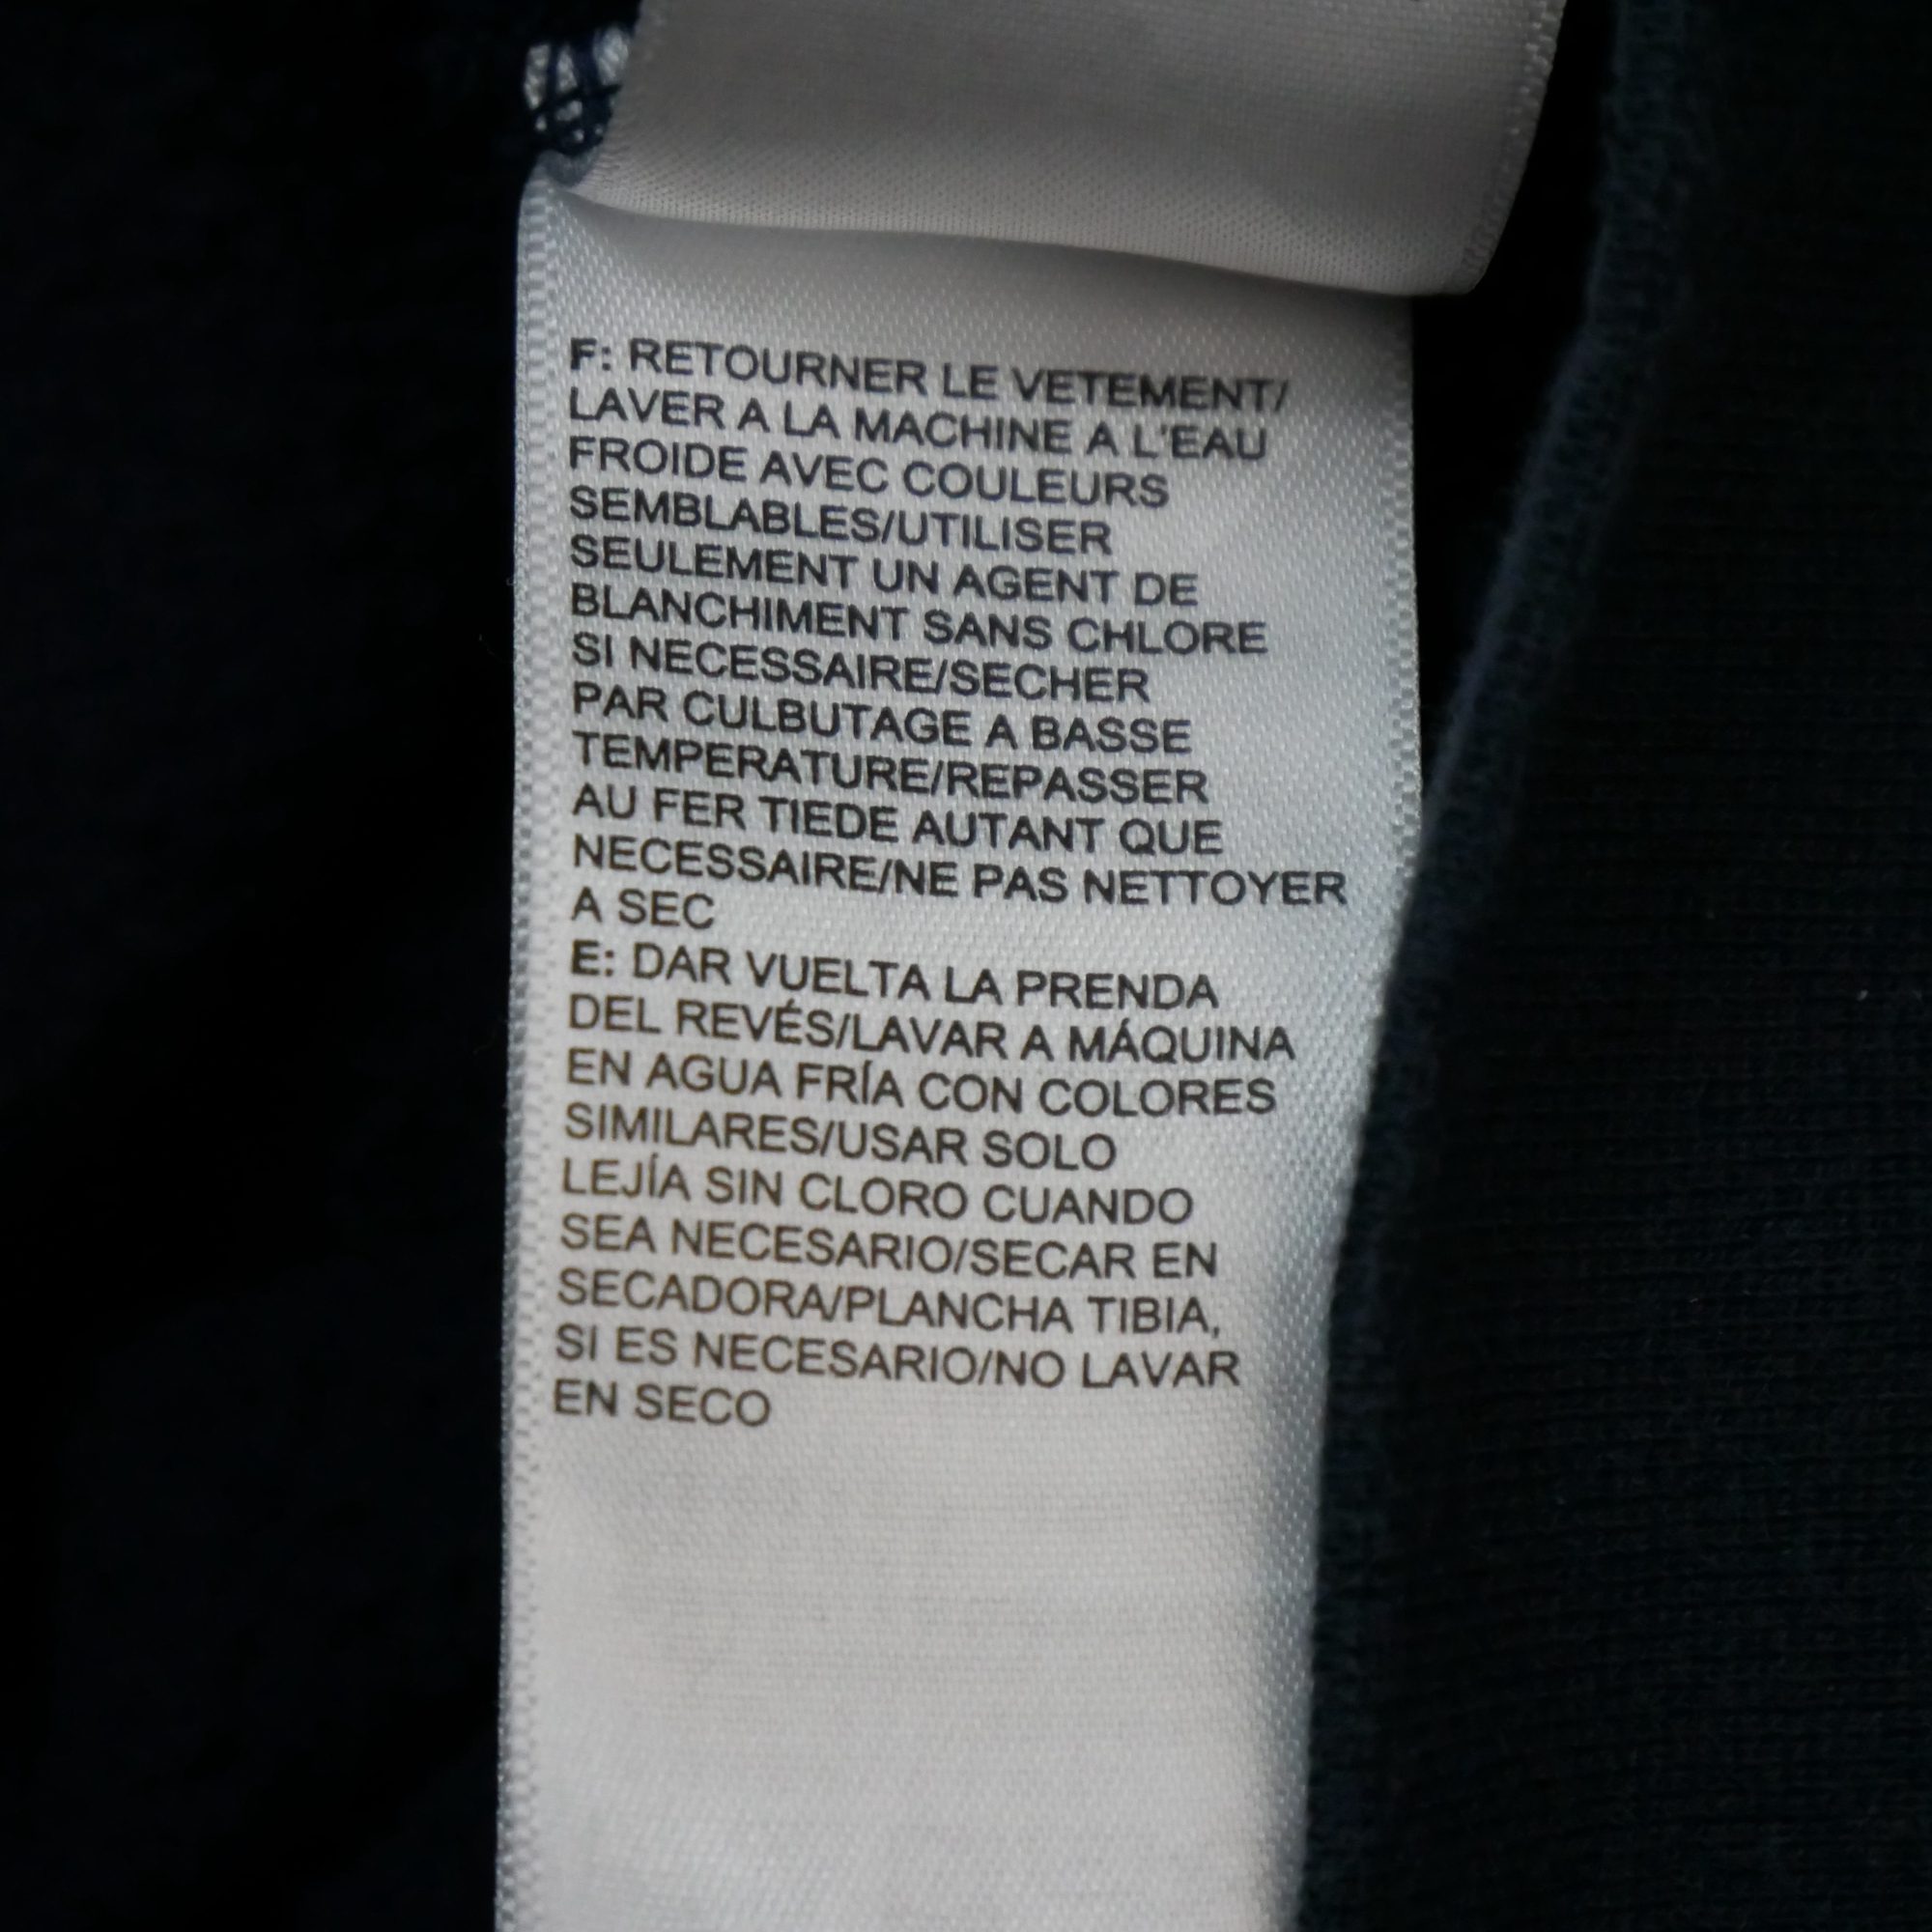 F: RETOURNER LE VETEMENT/
LAVER A LA MACHINE A L'EAU
FROIDE AVEC COULEURS
SEMBLABLES/UTILISER
SEULEMENT UN AGENT DE
BLANCHIMENT SANS CHLORE
SI NECESSAIRE/SECHER
PAR CULBUTAGE A BASSE
TEMPERATURE/REPASSER
AU FER TIEDE AUTANT QUE
NECESSAIRE/NE PAS NETTOYER
A SEC
E: DAR VUELTA LA PRENDA
DEL REVÉS/LAVAR A MÁQUINA
EN AGUA FRÍA CON COLORES
SIMILARES/USAR SOLO
LEJÍA SIN CLORO CUANDO
SEA NECESARIO/SECAR EN
SECADORA/PLANCHA TIBIA,
SI ES NECESARIO/NO LAVAR
EN SECO